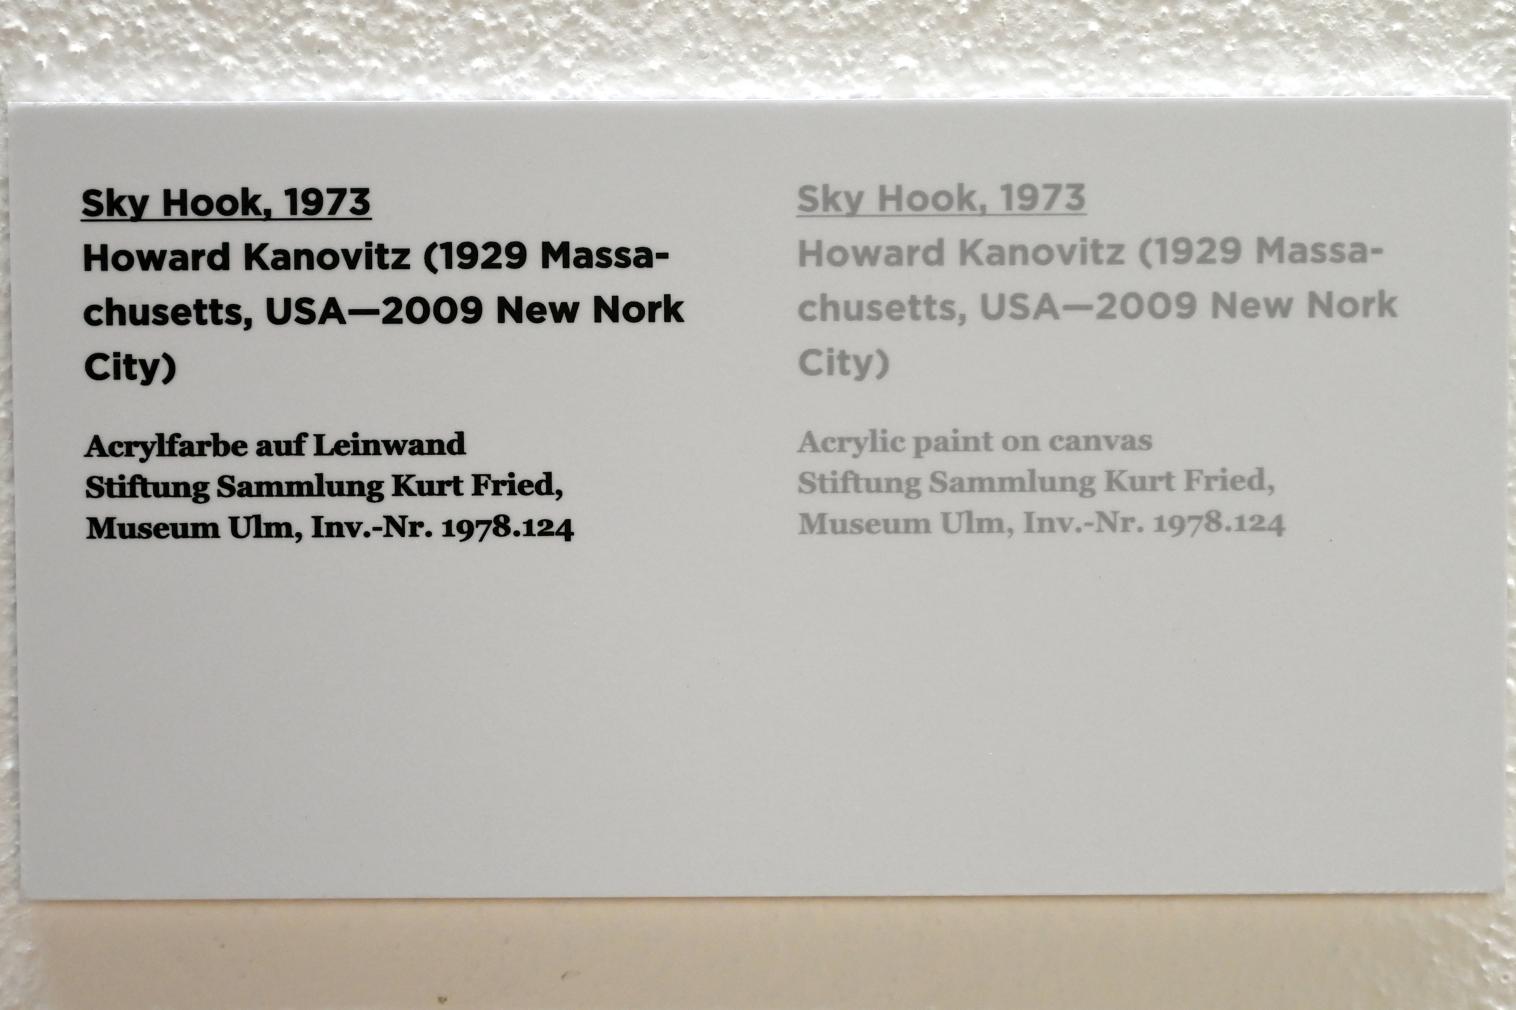 Sky Hook, 1973
Howard Kanovitz (1929 Massa-
chusetts, USA—2009 New Nork
City)
Acrylfarbe auf Leinwand
Stiftung Sammlung Kurt Fried,
Museum Ulm, Inv.-Nr. 1978.124
Sky Hook, 1973
Howard Kanovitz (1929 Massa-
chusetts, USA—2009 New Nork
City)
Acrylic paint on canvas
Stiftung Sammlung Kurt Fried,
Museum Ulm, Inv.-Nr. 1978.124